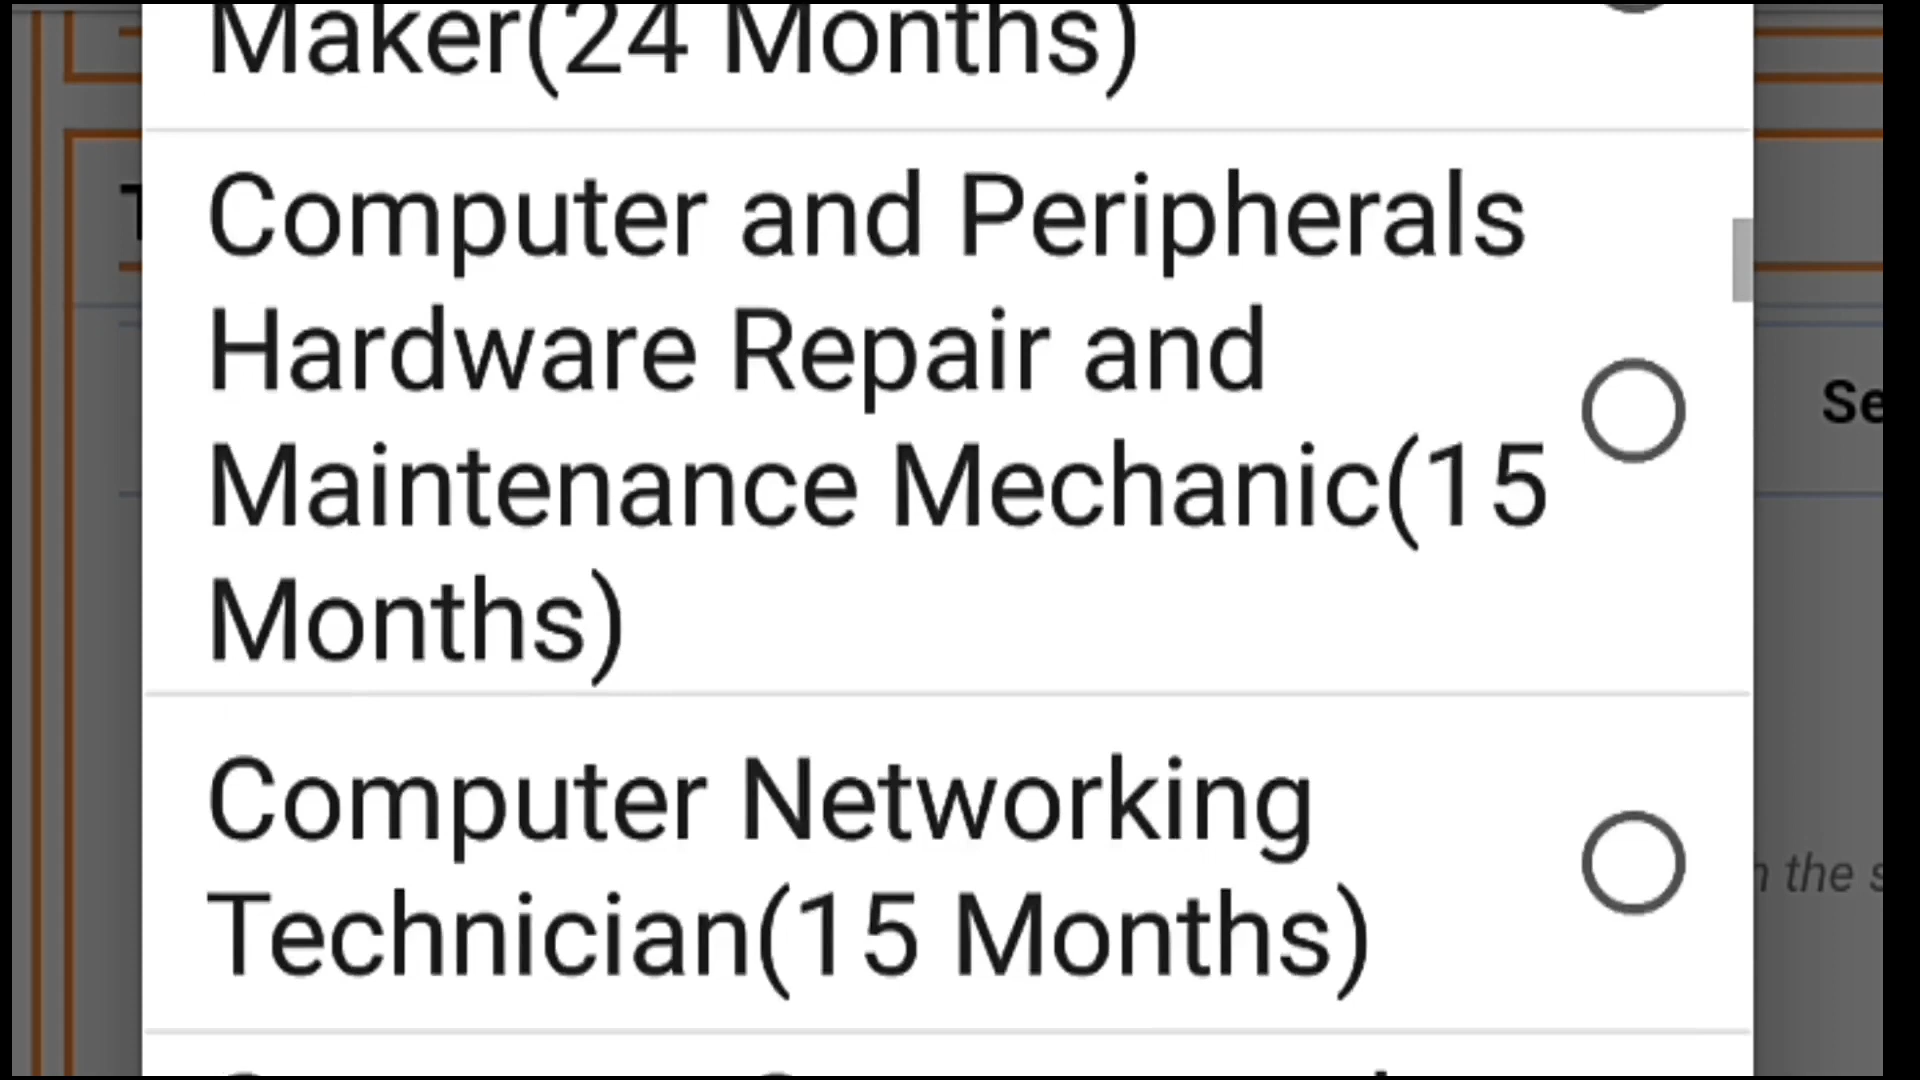 Maker(24 Months)
Computer and Peripherals
Hardware Repair and
Maintenance Mechanic(15
Months)
Se
Computer Networking
Technician(15 Months)
the